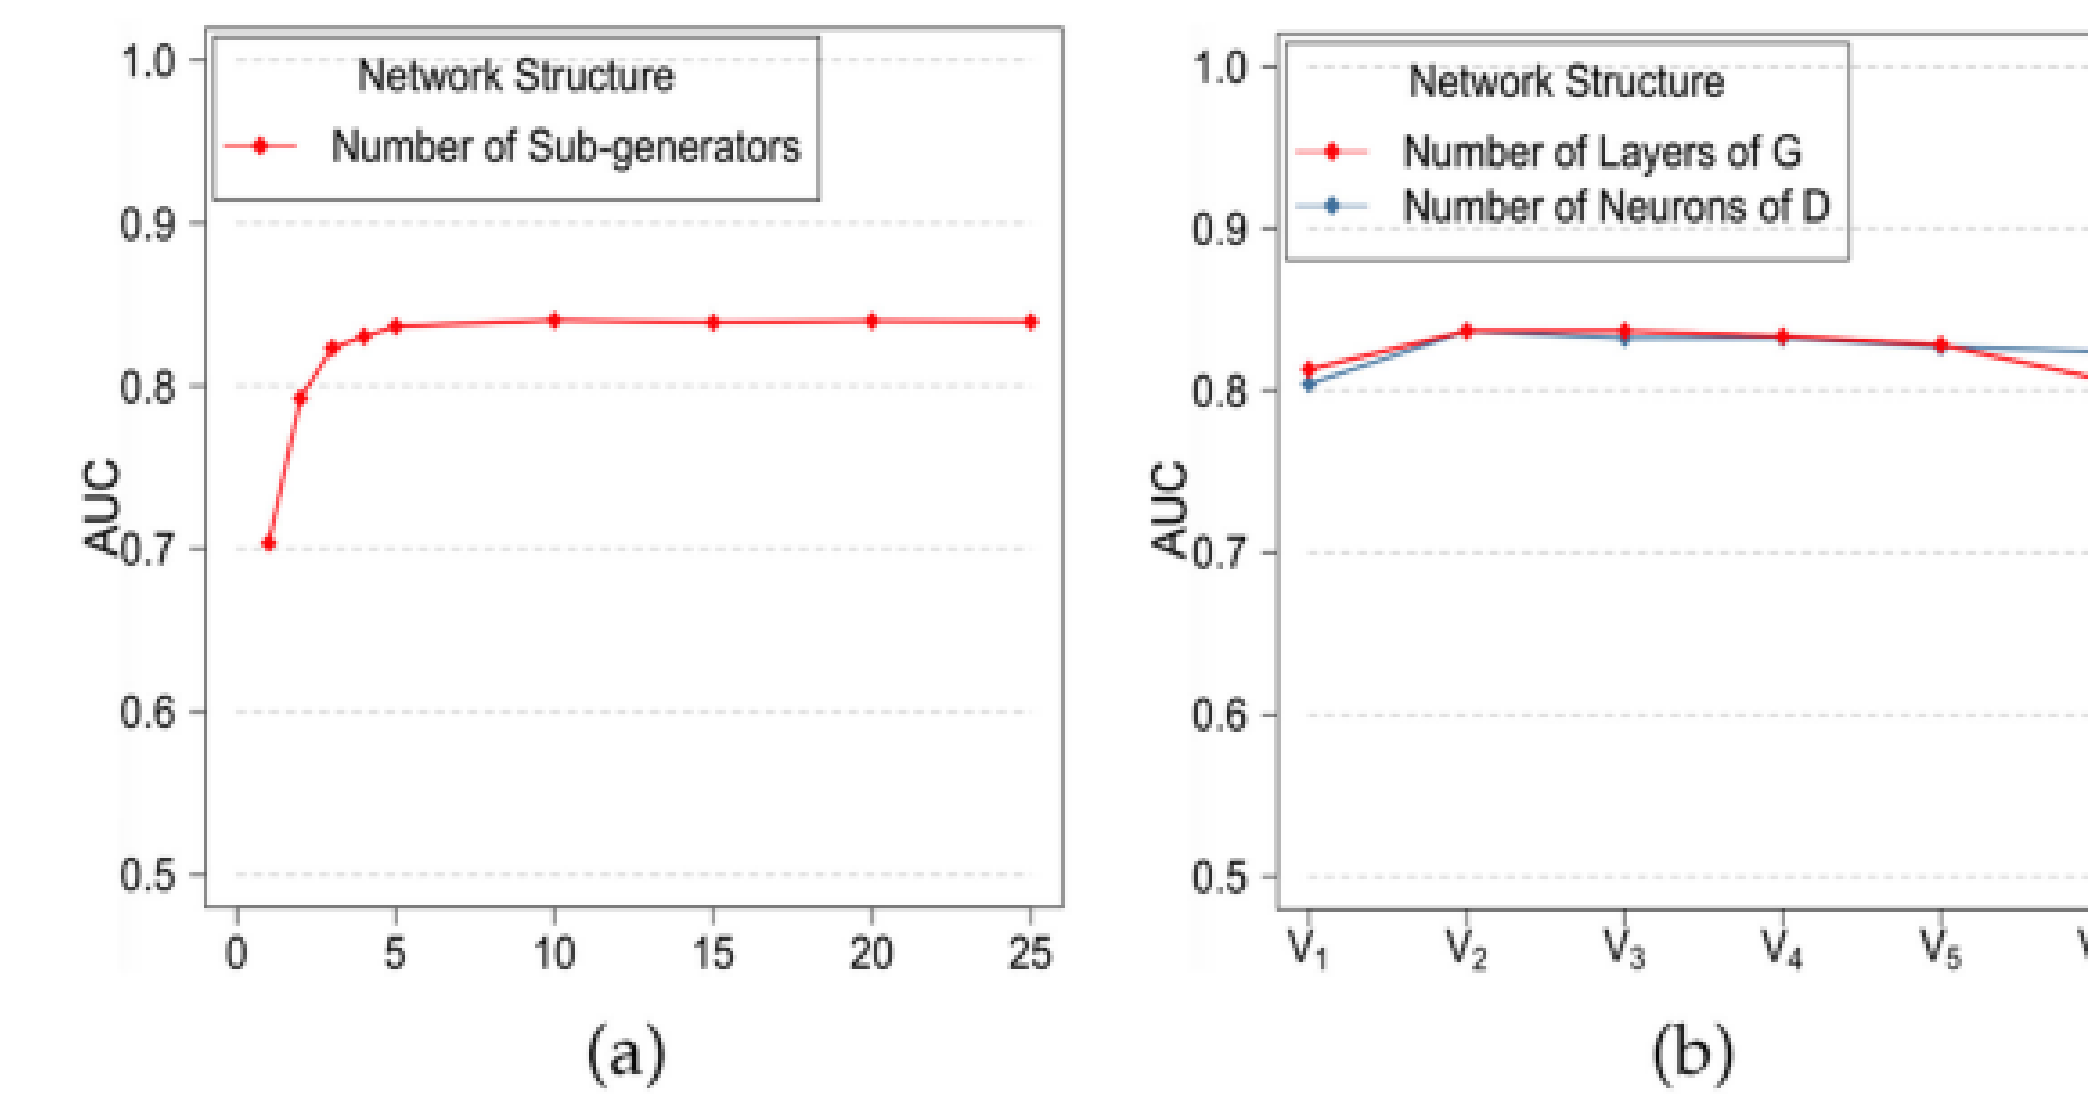 Network Structure
Number of Sub-generators
1.0
0.9
0.8
0.7
0.6
0.5
AUC
0 5 10 15 20 25
(a)
Network Structure
Number of Layers of G
Number of Neurons of D
1.0
0.9
0.8
0.7
0.6
0.5
AUC
V₁ V₂ V₃ V₄ V₅
(b)